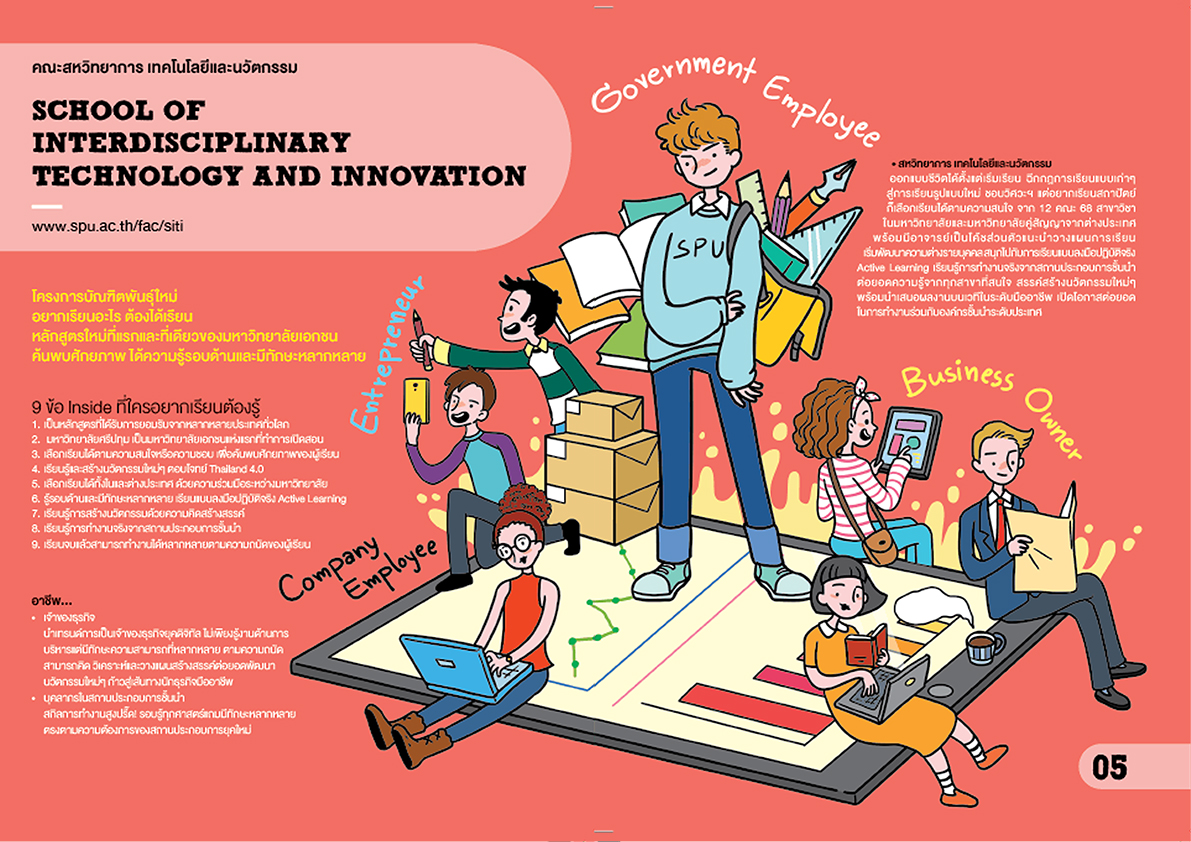 คณะสหวิทยาการ เทคโนโลยีและนวัตกรรม
SCHOOL OF
INTERDISCIPLINARY
TECHNOLOGY AND INNOVATION
www.spu.ac.th/fac/siti
โครงการบัณฑิตพันธุ์ใหม่
อยากเรียนอะไร ต้องได้เรียน
หลักสูตรใหม่ที่แรกและที่เดียวของมหาวิทยาลัยเอกชน
ค้นพบศักยภาพ ได้ความรู้รอบด้านและมีทักษะหลากหลาย
9 ข้อ Inside ที่ใครอยากเรียนต้องรู้
1. เป็นหลักสูตรที่ได้รับการยอมรับจากหลากหลายประเทศทั่วโลก
2. มหาวิทยาลัยศรีปทุม เป็นมหาวิทยาลัยเอกชนแห่งแรกที่ทำการเปิดสอน
3. เลือกเรียนได้ตามความสนใจหรือความชอบ เพื่อค้นพบศักยภาพของผู้เรียน
4. เรียนรู้และสร้างนวัตกรรมใหม่ๆ ตอบโจทย์ Thailand 4.0
5. เลือกเรียนได้ทั้งในและต่างประเทศ ด้วยความร่วมมือระหว่างมหาวิทยาลัย
6. รู้รอบด้านและมีทักษะหลากหลาย เรียนแบบลงมือปฏิบัติจริง Active Learning
7. เรียนรู้การสร้างนวัตกรรมด้วยความคิดสร้างสรรค์
8. เรียนรู้การทำงานจริงจากสถานประกอบการชั้นนำ
9. เรียนจบแล้วสามารถทำงานได้หลากหลายตามความถนัดของผู้เรียน
อาชีพ...
• เจ้าของธุรกิจ
นำเทรนด์การเป็นเจ้าของธุรกิจยุคดิจิทัล ไม่เพียงรู้งานด้านการ
บริหารแต่มีทักษะความสามารถที่หลากหลาย ตามความถนัด
สามารถคิด วิเคราะห์และวางแผนสร้างสรรค์ต่อยอดพัฒนา
นวัตกรรมใหม่ๆ ก้าวสู่เส้นทางนักธุรกิจมืออาชีพ
• บุคลากรในสถานประกอบการชั้นนำ
สกิลการทำงานสูงปรี๊ด! รอบรู้ทุกศาสตร์แถมมีทักษะหลากหลาย
ตรงตามความต้องการของสถานประกอบการยุคใหม่
Government Employee
Entrepreneur
SPU
Company
Employee
Business Owner
• สหวิทยาการ เทคโนโลยีและนวัตกรรม
ออกแบบชีวิตได้ตั้งแต่เริ่มเรียน ฉีกกฎการเรียนแบบเก่าๆ
สู่การเรียนรูปแบบใหม่ ชอบวิศวะฯ แต่อยากเรียนสถาปัตย์
ก็เลือกเรียนได้ตามความสนใจ จาก 12 คณะ 68 สาขาวิชา
ในมหาวิทยาลัยและมหาวิทยาลัยคู่สัญญาจากต่างประเทศ
พร้อมมีอาจารย์เป็นโค้ชส่วนตัวแนะนำวางแผนการเรียน
เริ่มพัฒนาความต่างรายบุคคลสนุกไปกับการเรียนแบบลงมือปฏิบัติจริง
Active Learning เรียนรู้การทำงานจริงจากสถานประกอบการชั้นนำ
ต่อยอดความรู้จากทุกสาขาที่สนใจ สรรค์สร้างนวัตกรรมใหม่ๆ
พร้อมนำเสนอผลงานบนเวทีในระดับมืออาชีพ เปิดโอกาสต่อยอด
ในการทำงานร่วมกับองค์กรชั้นนำระดับประเทศ
05